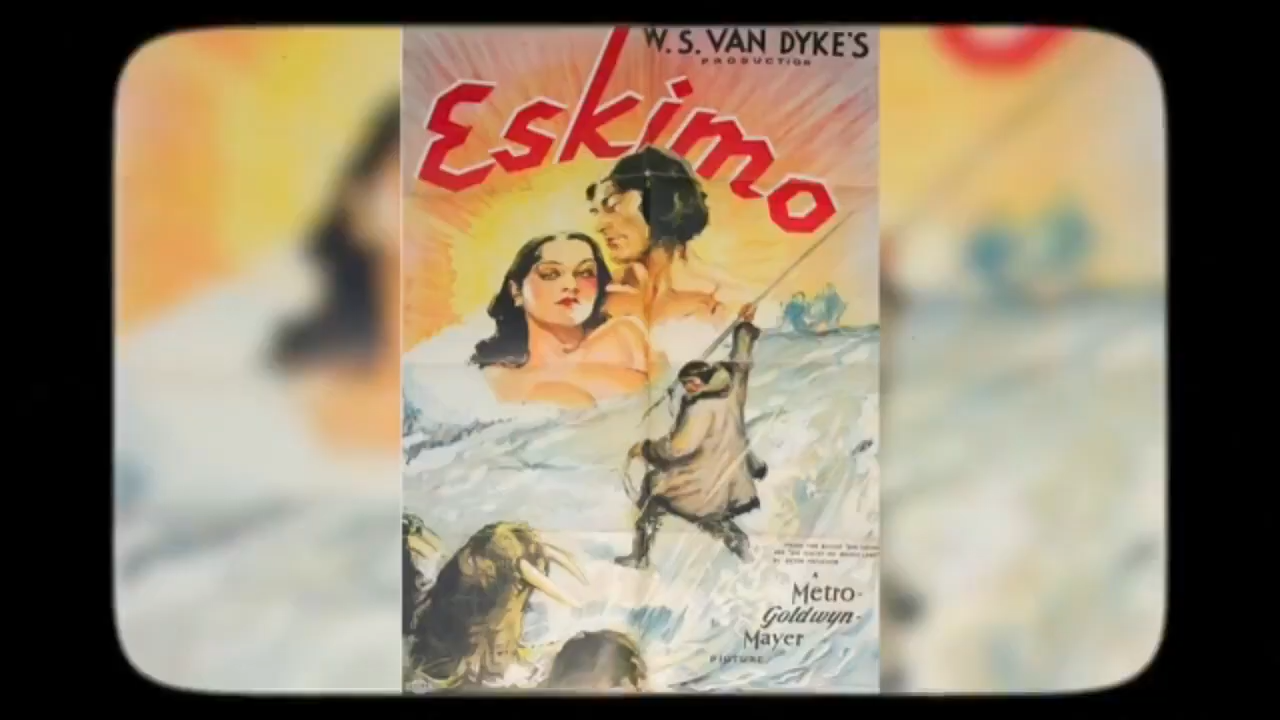 W. S. VAN DYKE'S
PRODUCTION
Eskimo
A
Metro-
Goldwyn-
Mayer
PICTURE